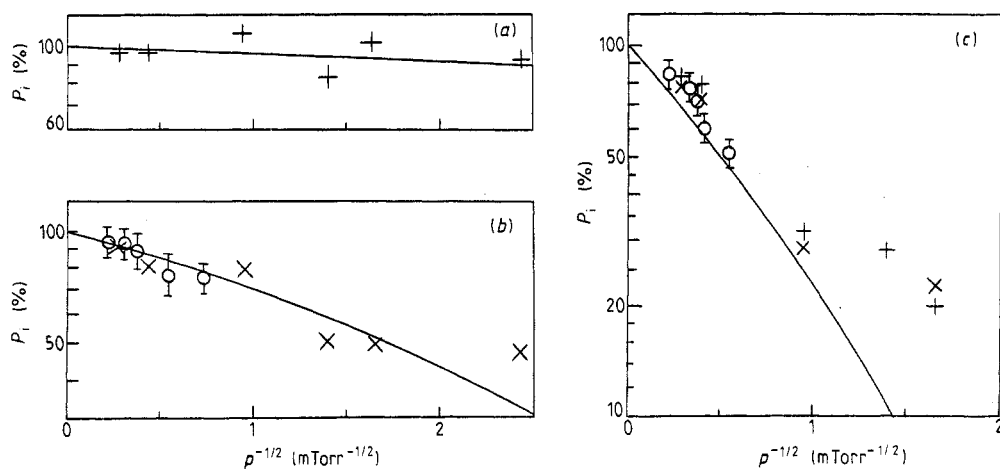 (a)
P_i (%)
100
60
(b)
P_i (%)
100
50
0
1
2
p^{-1/2} (mTorr^{-1/2})
(c)
P_i (%)
100
50
20
10
0
1
2
p^{-1/2} (mTorr^{-1/2})